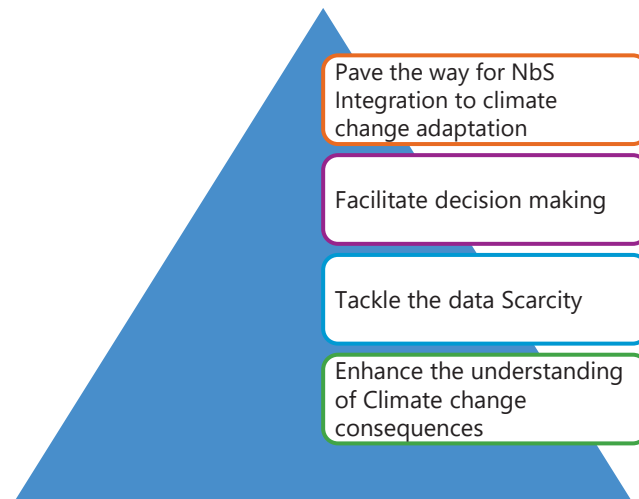 Pave the way for NbS
Integration to climate
change adaptation
Facilitate decision making
Tackle the data Scarcity
Enhance the understanding
of Climate change
consequences